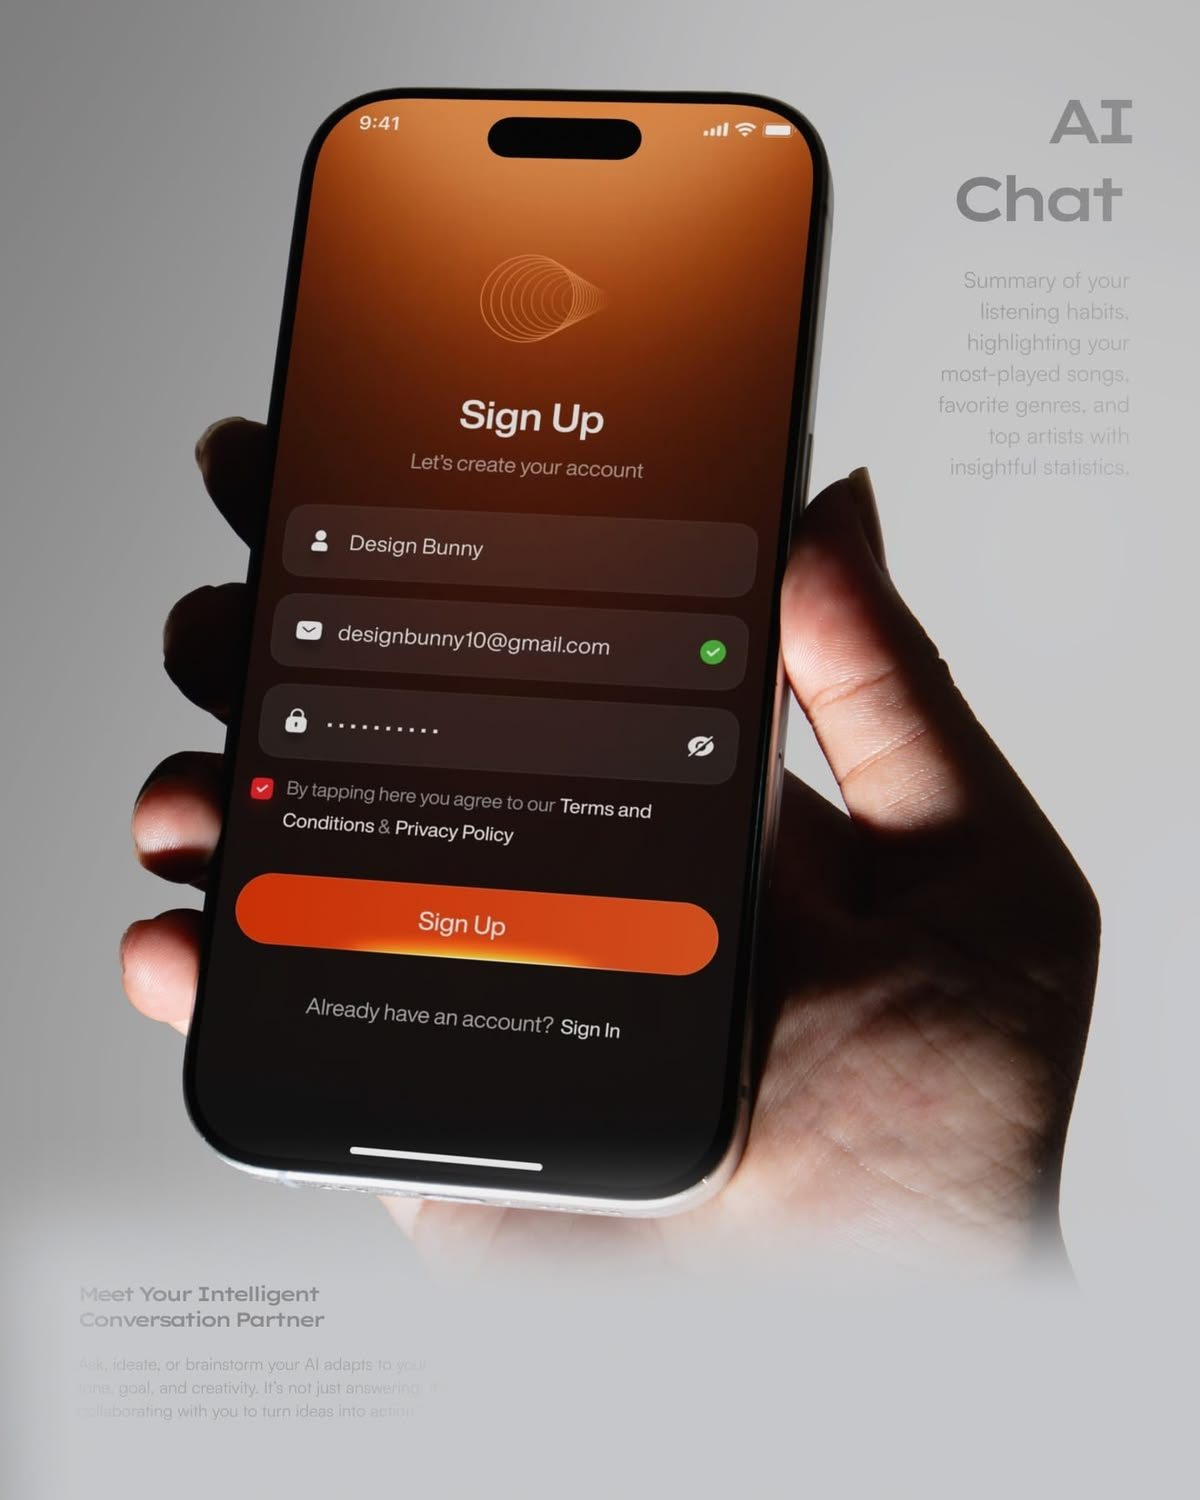 AI
Chat
Summary of your
listening habits,
highlighting your
most-played songs,
favorite genres, and
top artists with
insightful statistics.
9:41
Sign Up
Let's create your account
Design Bunny
designbunny10@gmail.com
..........
By tapping here you agree to our Terms and
Conditions & Privacy Policy
Sign Up
Already have an account? Sign In
Meet Your Intelligent
Conversation Partner
Ask, ideate, or brainstorm your AI adapts to your
tone, goal, and creativity. It's not just answering,
collaborating with you to turn ideas into action